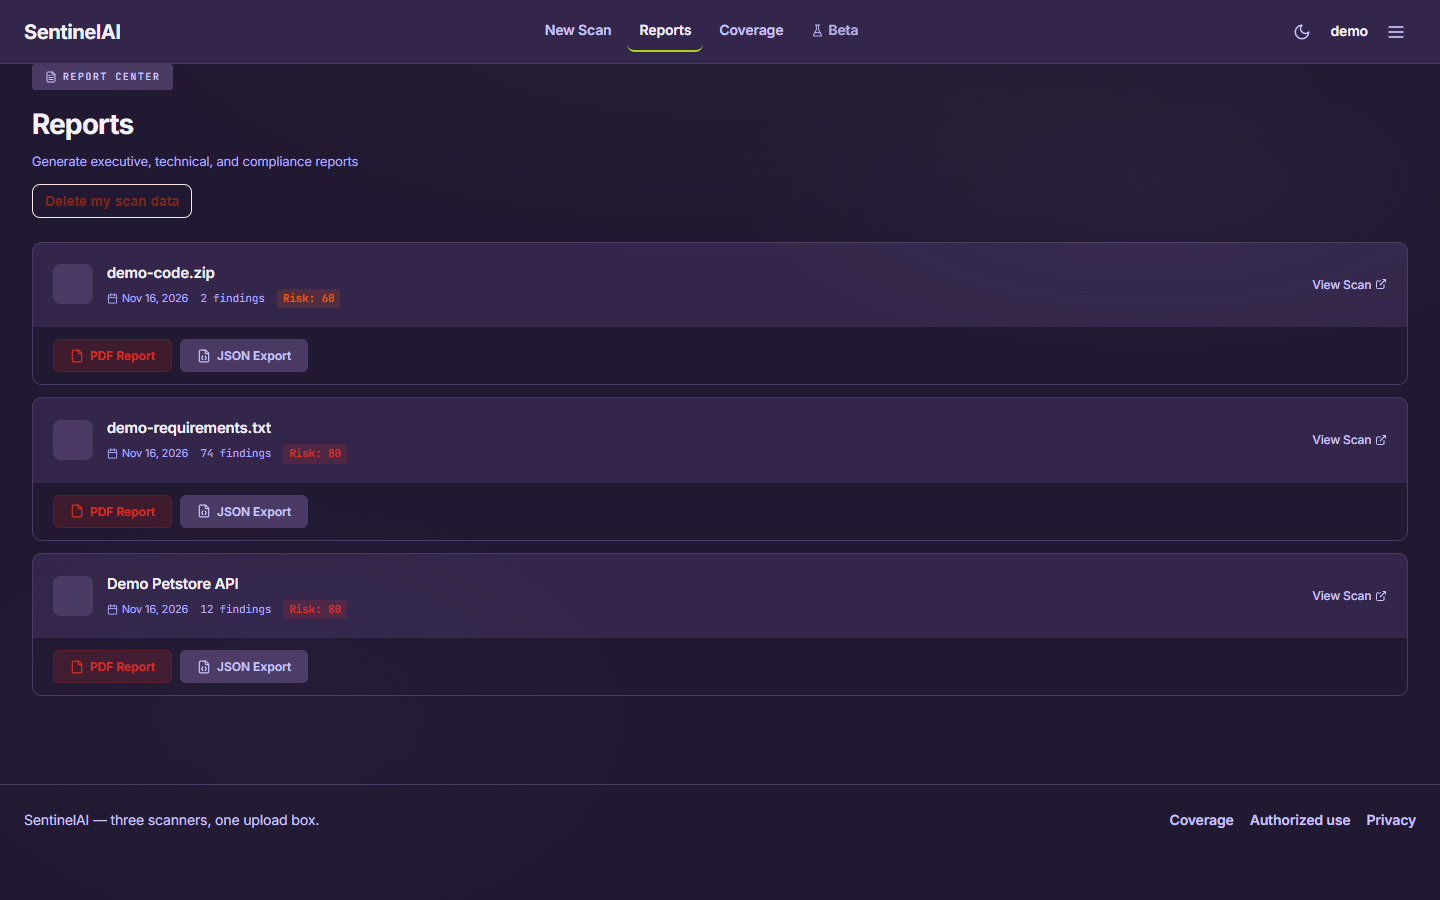 SentinelAI
New Scan
Reports
Coverage
Beta
demo
REPORT CENTER
Reports
Generate executive, technical, and compliance reports
Delete my scan data
demo-code.zip
Nov 16, 2026 2 findings Risk: 60
View Scan
PDF Report
JSON Export
demo-requirements.txt
Nov 16, 2026 74 findings Risk: 80
View Scan
PDF Report
JSON Export
Demo Petstore API
Nov 16, 2026 12 findings Risk: 80
View Scan
PDF Report
JSON Export
SentinelAI — three scanners, one upload box.
Coverage
Authorized use
Privacy